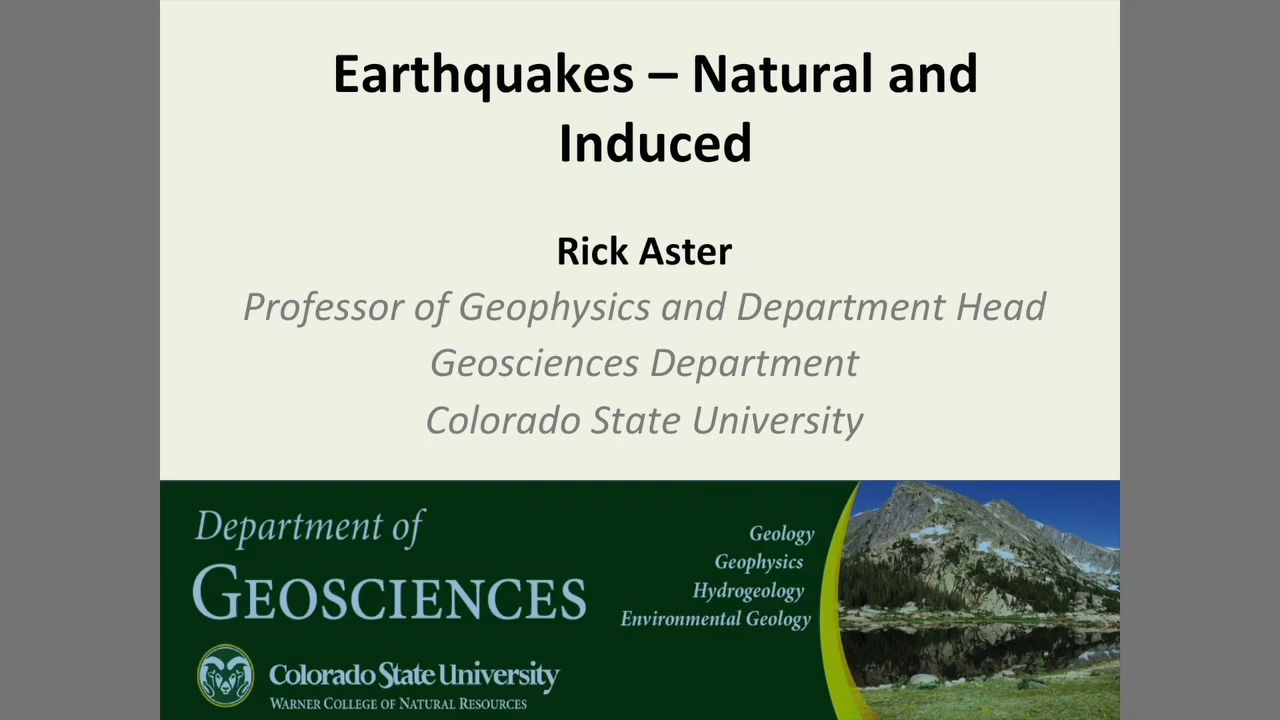 Earthquakes – Natural and
Induced
Rick Aster
Professor of Geophysics and Department Head
Geosciences Department
Colorado State University
Department of
GEOSCIENCES
Geology
Geophysics
Hydrogeology
Environmental Geology
Colorado State University
WARNER COLLEGE OF NATURAL RESOURCES